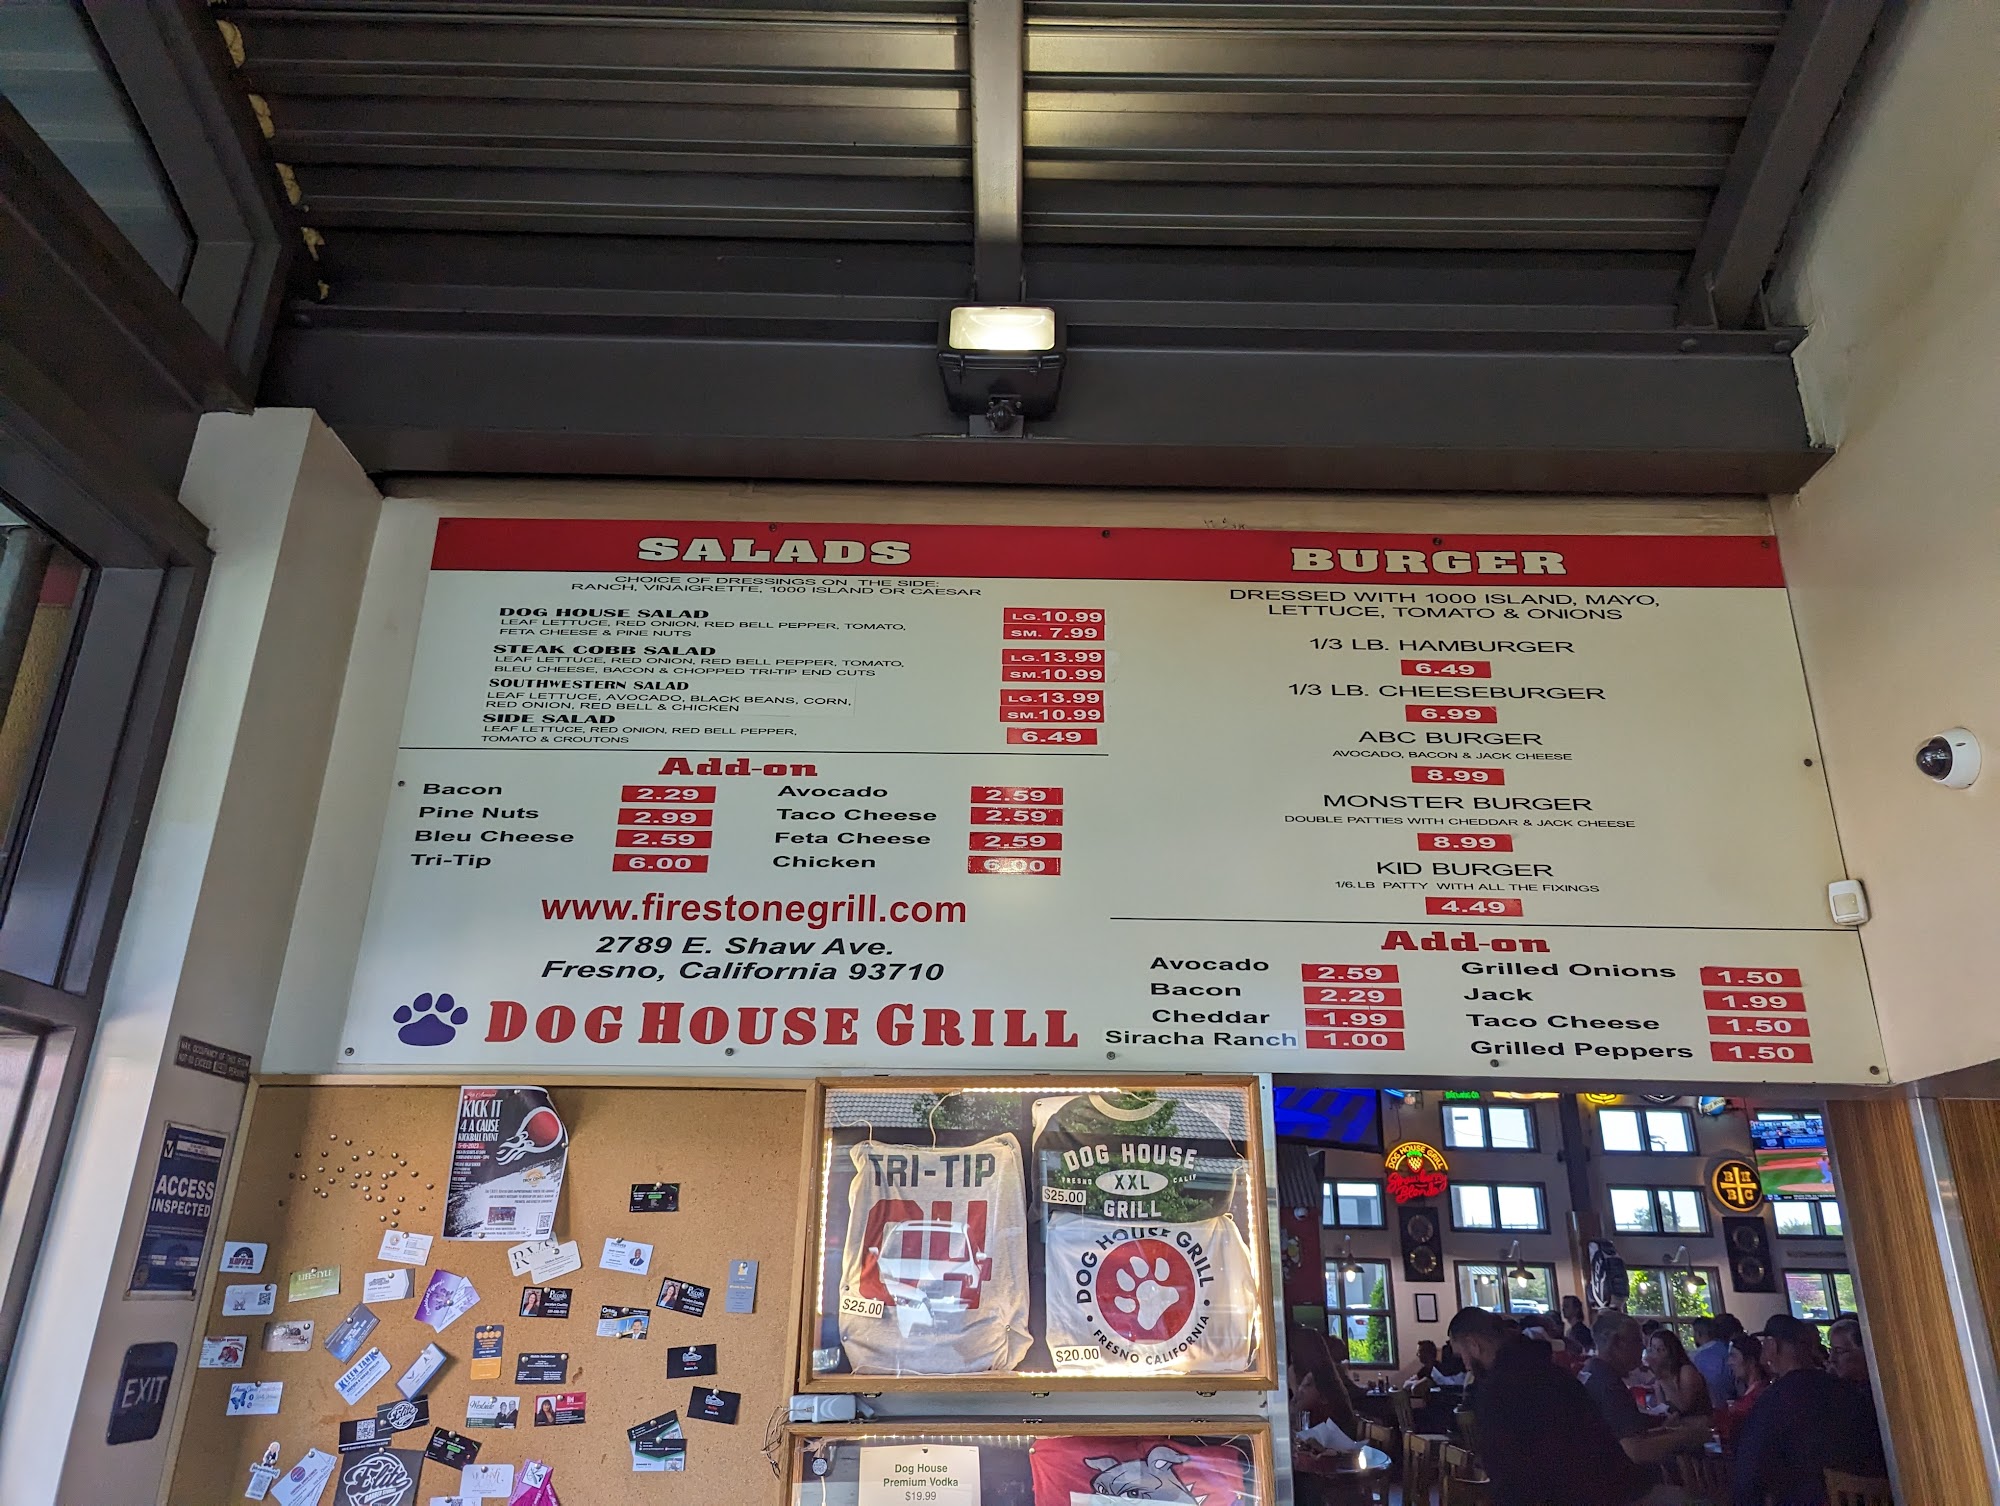 SALADS
CHOICE OF DRESSINGS ON THE SIDE:
RANCH, VINAIGRETTE, 1000 ISLAND OR CAESAR
DOG HOUSE SALAD
LEAF LETTUCE, RED ONION, RED BELL PEPPER, TOMATO,
FETA CHEESE & PINE NUTS
LG.10.99
SM. 7.99
STEAK COBB SALAD
LEAF LETTUCE, RED ONION, RED BELL PEPPER, TOMATO,
BLEU CHEESE, BACON & CHOPPED TRI-TIP END CUTS
LG.13.99
SM.10.99
SOUTHWESTERN SALAD
LEAF LETTUCE, AVOCADO, BLACK BEANS, CORN,
RED ONION, RED BELL & CHICKEN
LG.13.99
SM.10.99
SIDE SALAD
LEAF LETTUCE, RED ONION, RED BELL PEPPER,
TOMATO & CROUTONS
6.49
Add-on
Bacon 2.29 Avocado 2.59
Pine Nuts 2.99 Taco Cheese 2.59
Bleu Cheese 2.59 Feta Cheese 2.59
Tri-Tip 6.00 Chicken 6.00
www.firestonegrill.com
2789 E. Shaw Ave.
Fresno, California 93710
DOG HOUSE GRILL
BURGER
DRESSED WITH 1000 ISLAND, MAYO,
LETTUCE, TOMATO & ONIONS
1/3 LB. HAMBURGER
6.49
1/3 LB. CHEESEBURGER
6.99
ABC BURGER
AVOCADO, BACON & JACK CHEESE
8.99
MONSTER BURGER
DOUBLE PATTIES WITH CHEDDAR & JACK CHEESE
8.99
KID BURGER
1/6.LB PATTY WITH ALL THE FIXINGS
4.49
Add-on
Avocado 2.59 Grilled Onions 1.50
Bacon 2.29 Jack 1.99
Cheddar 1.99 Taco Cheese 1.50
Siracha Ranch 1.00 Grilled Peppers 1.50
ACCESS
INSPECTED
EXIT
KICK IT
4 A CAUSE
KICKBALL EVENT
TRI-TIP
$25.00
DOG HOUSE
FRESNO XXL CALIF
GRILL
$25.00
DOG HOUSE GRILL
• FRESNO CALIFORNIA •
$20.00
Dog House
Premium Vodka
$19.99
DOG HOUSE GRILL